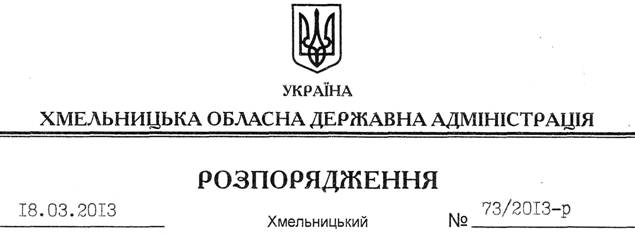 УКРАЇНА
ХМЕЛЬНИЦЬКА ОБЛАСНА ДЕРЖАВНА АДМІНІСТРАЦІЯ
РОЗПОРЯДЖЕННЯ
18.03.2013 Хмельницький № 73/2013-р